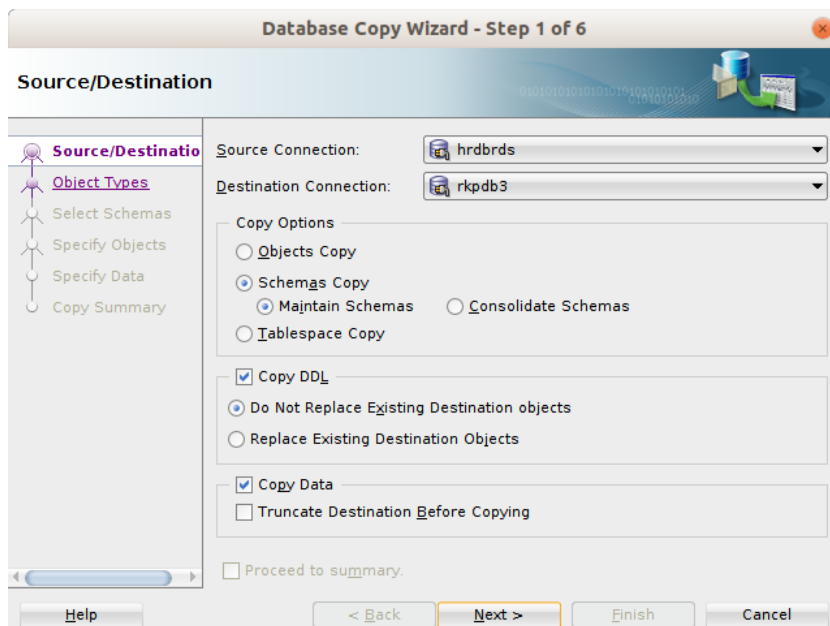 Database Copy Wizard - Step 1 of 6
Source/Destination
Source/Destinatio
Object Types
Select Schemas
Specify Objects
Specify Data
Copy Summary
Source Connection: hrdbrds
Destination Connection: rkpdb3
Copy Options
Objects Copy
Schemas Copy
Maintain Schemas Consolidate Schemas
Tablespace Copy
Copy DDL
Do Not Replace Existing Destination objects
Replace Existing Destination Objects
Copy Data
Truncate Destination Before Copying
Proceed to summary.
Help < Back Next > Finish Cancel